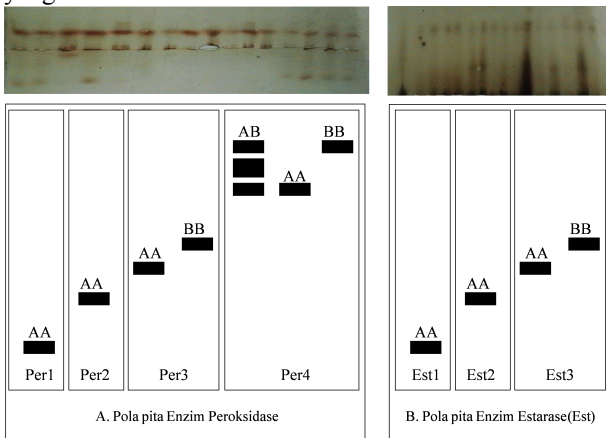 AB BB
AA
BB
AA
AA
AA
Per1 Per2 Per3 Per4
A. Pola pita Enzim Peroksidase
BB
AA
AA
AA
Est1 Est2 Est3
B. Pola pita Enzim Estarase(Est)